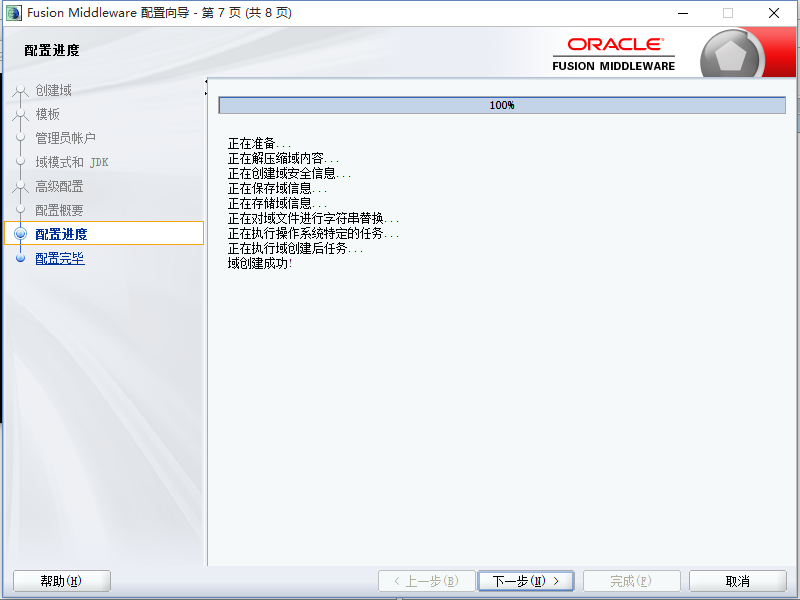 Fusion Middleware 配置向导 - 第 7 页 (共 8 页)
配置进度
ORACLE
FUSION MIDDLEWARE
创建域
模板
管理员帐户
域模式和 JDK
高级配置
配置概要
配置进度
配置完毕
100%
正在准备...
正在解压缩域内容...
正在创建域安全信息...
正在保存域信息...
正在存储域信息...
正在对域文件进行字符串替换...
正在执行操作系统特定的任务...
正在执行域创建后任务...
域创建成功!
帮助(H)
< 上一步(B)
下一步(N) >
完成(F)
取消